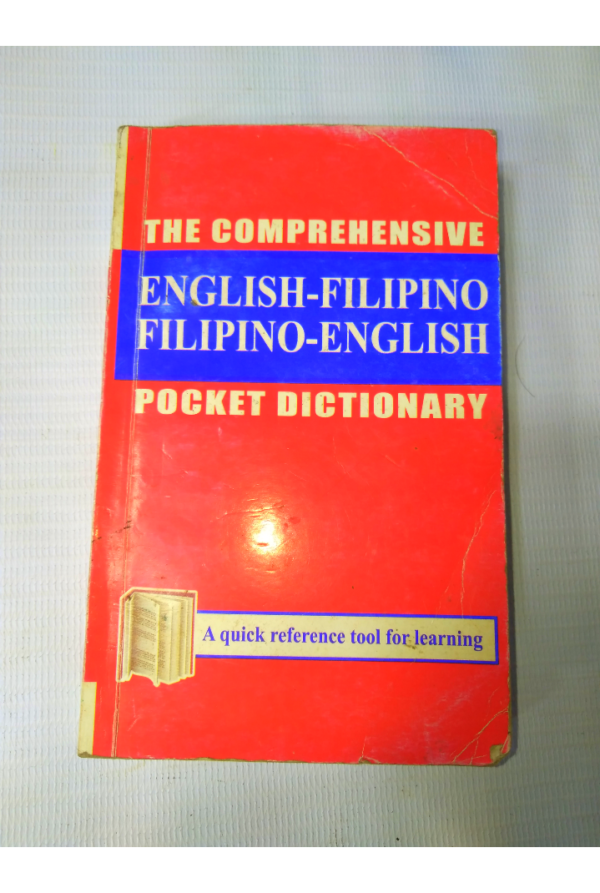 THE COMPREHENSIVE
ENGLISH-FILIPINO
FILIPINO-ENGLISH
POCKET DICTIONARY
A quick reference tool for learning